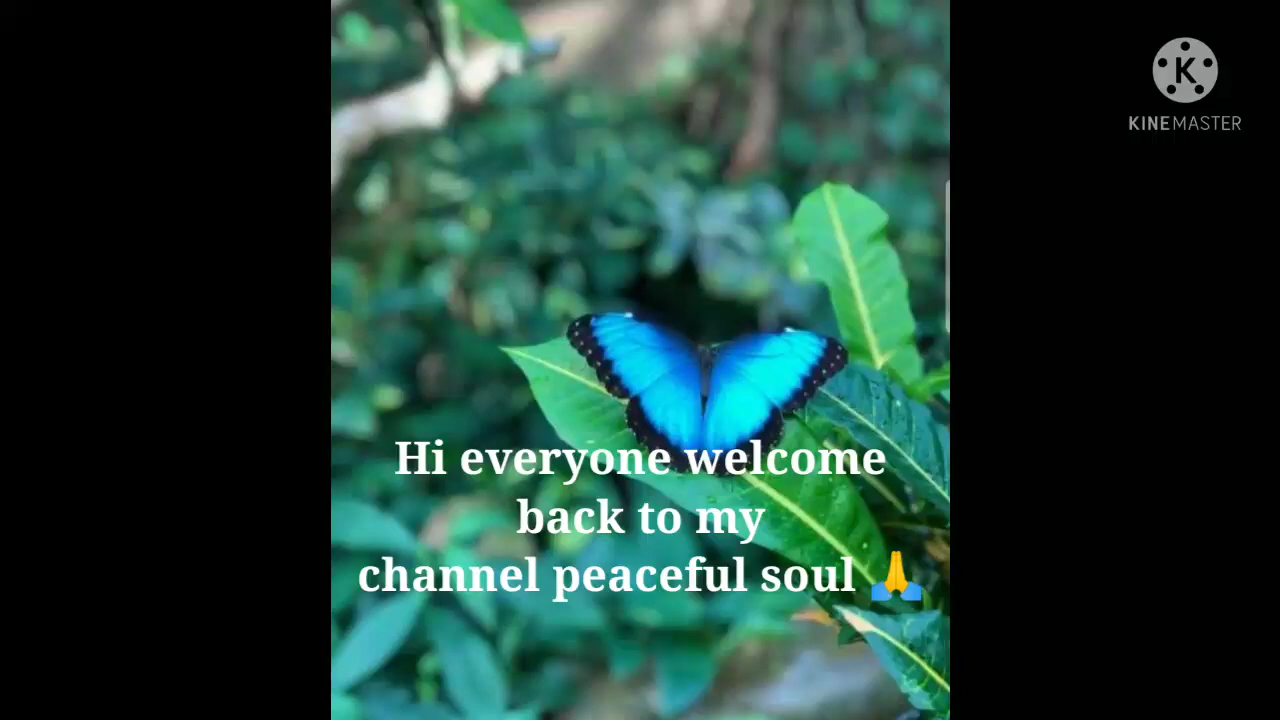 K
KINEMASTER
Hi everyone welcome
back to my
channel peaceful soul 🙏